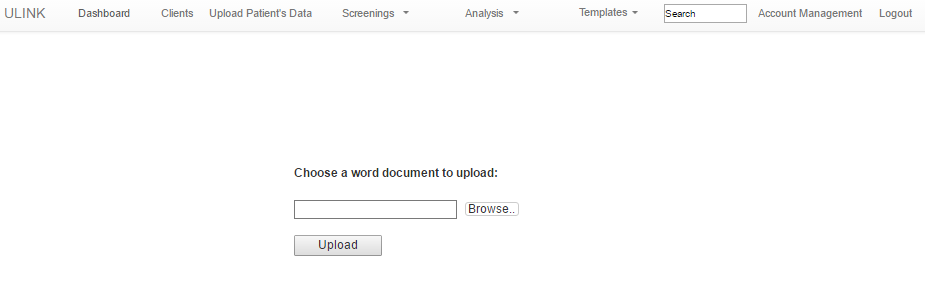 ULINK Dashboard Clients Upload Patient's Data Screenings Analysis Templates Search Account Management Logout
Choose a word document to upload:
Browse..
Upload